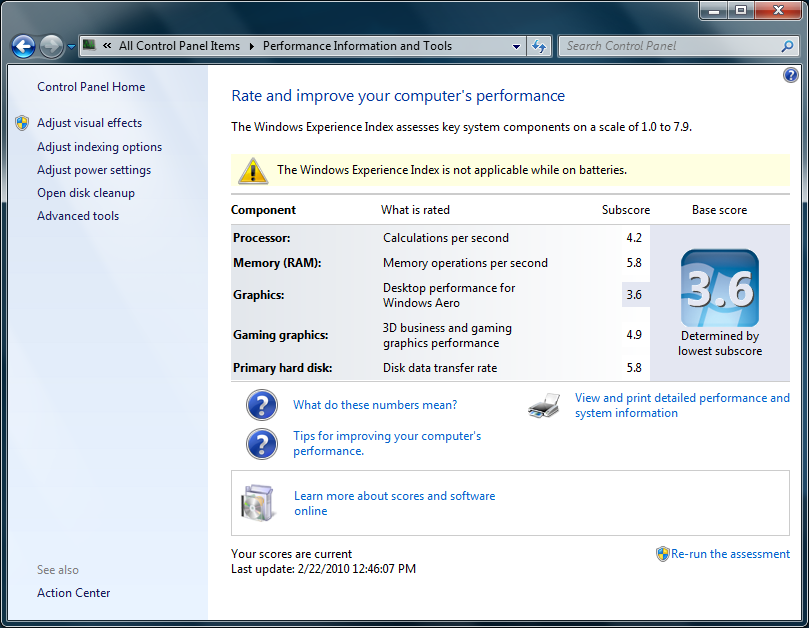 « All Control Panel Items ▸ Performance Information and Tools
Search Control Panel
Control Panel Home
Adjust visual effects
Adjust indexing options
Adjust power settings
Open disk cleanup
Advanced tools
See also
Action Center
Rate and improve your computer's performance
The Windows Experience Index assesses key system components on a scale of 1.0 to 7.9.
The Windows Experience Index is not applicable while on batteries.
Component What is rated Subscore Base score
Processor: Calculations per second 4.2
Memory (RAM): Memory operations per second 5.8
Graphics: Desktop performance for
Windows Aero 3.6
Gaming graphics: 3D business and gaming
graphics performance 4.9
Primary hard disk: Disk data transfer rate 5.8
3.6
Determined by
lowest subscore
What do these numbers mean?
Tips for improving your computer's
performance.
View and print detailed performance and
system information
Learn more about scores and software
online
Your scores are current
Last update: 2/22/2010 12:46:07 PM
Re-run the assessment